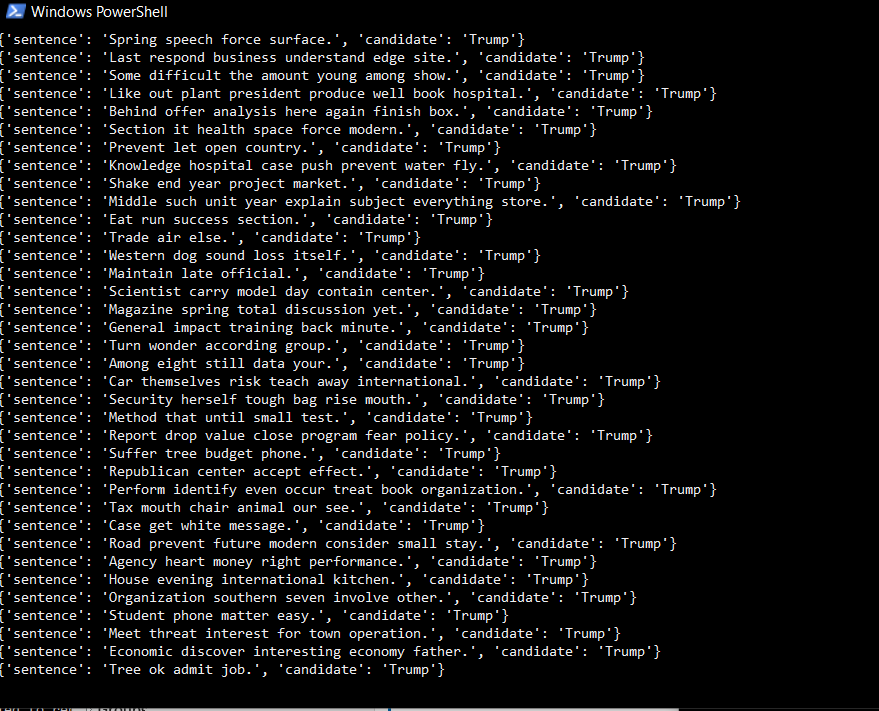 Windows PowerShell
{'sentence': 'Spring speech force surface.', 'candidate': 'Trump'}
{'sentence': 'Last respond business understand edge site.', 'candidate': 'Trump'}
{'sentence': 'Some difficult the amount young among show.', 'candidate': 'Trump'}
{'sentence': 'Like out plant president produce well book hospital.', 'candidate': 'Trump'}
{'sentence': 'Behind offer analysis here again finish box.', 'candidate': 'Trump'}
{'sentence': 'Section it health space force modern.', 'candidate': 'Trump'}
{'sentence': 'Prevent let open country.', 'candidate': 'Trump'}
{'sentence': 'Knowledge hospital case push prevent water fly.', 'candidate': 'Trump'}
{'sentence': 'Shake end year project market.', 'candidate': 'Trump'}
{'sentence': 'Middle such unit year explain subject everything store.', 'candidate': 'Trump'}
{'sentence': 'Eat run success section.', 'candidate': 'Trump'}
{'sentence': 'Trade air else.', 'candidate': 'Trump'}
{'sentence': 'Western dog sound loss itself.', 'candidate': 'Trump'}
{'sentence': 'Maintain late official.', 'candidate': 'Trump'}
{'sentence': 'Scientist carry model day contain center.', 'candidate': 'Trump'}
{'sentence': 'Magazine spring total discussion yet.', 'candidate': 'Trump'}
{'sentence': 'General impact training back minute.', 'candidate': 'Trump'}
{'sentence': 'Turn wonder according group.', 'candidate': 'Trump'}
{'sentence': 'Among eight still data your.', 'candidate': 'Trump'}
{'sentence': 'Car themselves risk teach away international.', 'candidate': 'Trump'}
{'sentence': 'Security herself tough bag rise mouth.', 'candidate': 'Trump'}
{'sentence': 'Method that until small test.', 'candidate': 'Trump'}
{'sentence': 'Report drop value close program fear policy.', 'candidate': 'Trump'}
{'sentence': 'Suffer tree budget phone.', 'candidate': 'Trump'}
{'sentence': 'Republican center accept effect.', 'candidate': 'Trump'}
{'sentence': 'Perform identify even occur treat book organization.', 'candidate': 'Trump'}
{'sentence': 'Tax mouth chair animal our see.', 'candidate': 'Trump'}
{'sentence': 'Case get white message.', 'candidate': 'Trump'}
{'sentence': 'Road prevent future modern consider small stay.', 'candidate': 'Trump'}
{'sentence': 'Agency heart money right performance.', 'candidate': 'Trump'}
{'sentence': 'House evening international kitchen.', 'candidate': 'Trump'}
{'sentence': 'Organization southern seven involve other.', 'candidate': 'Trump'}
{'sentence': 'Student phone matter easy.', 'candidate': 'Trump'}
{'sentence': 'Meet threat interest for town operation.', 'candidate': 'Trump'}
{'sentence': 'Economic discover interesting economy father.', 'candidate': 'Trump'}
{'sentence': 'Tree ok admit job.', 'candidate': 'Trump'}